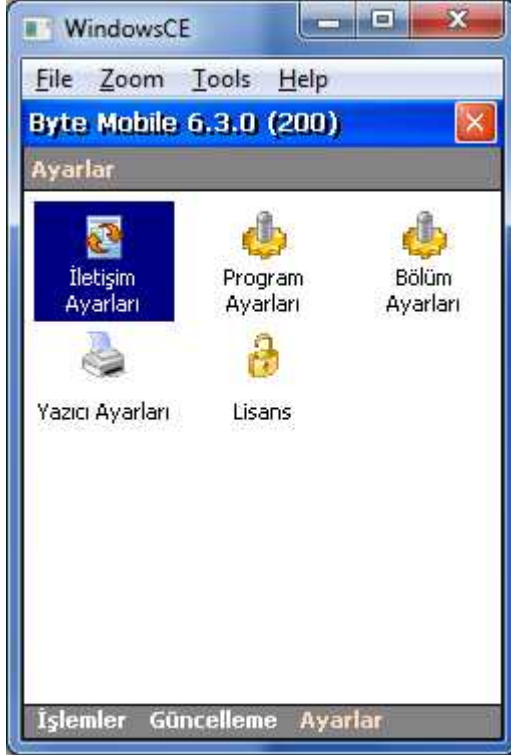 WindowsCE
File Zoom Tools Help
Byte Mobile 6.3.0 (200)
Ayarlar
İletişim Ayarları
Program Ayarları
Bölüm Ayarları
Yazıcı Ayarları
Lisans
İşlemler Güncelleme Ayarlar